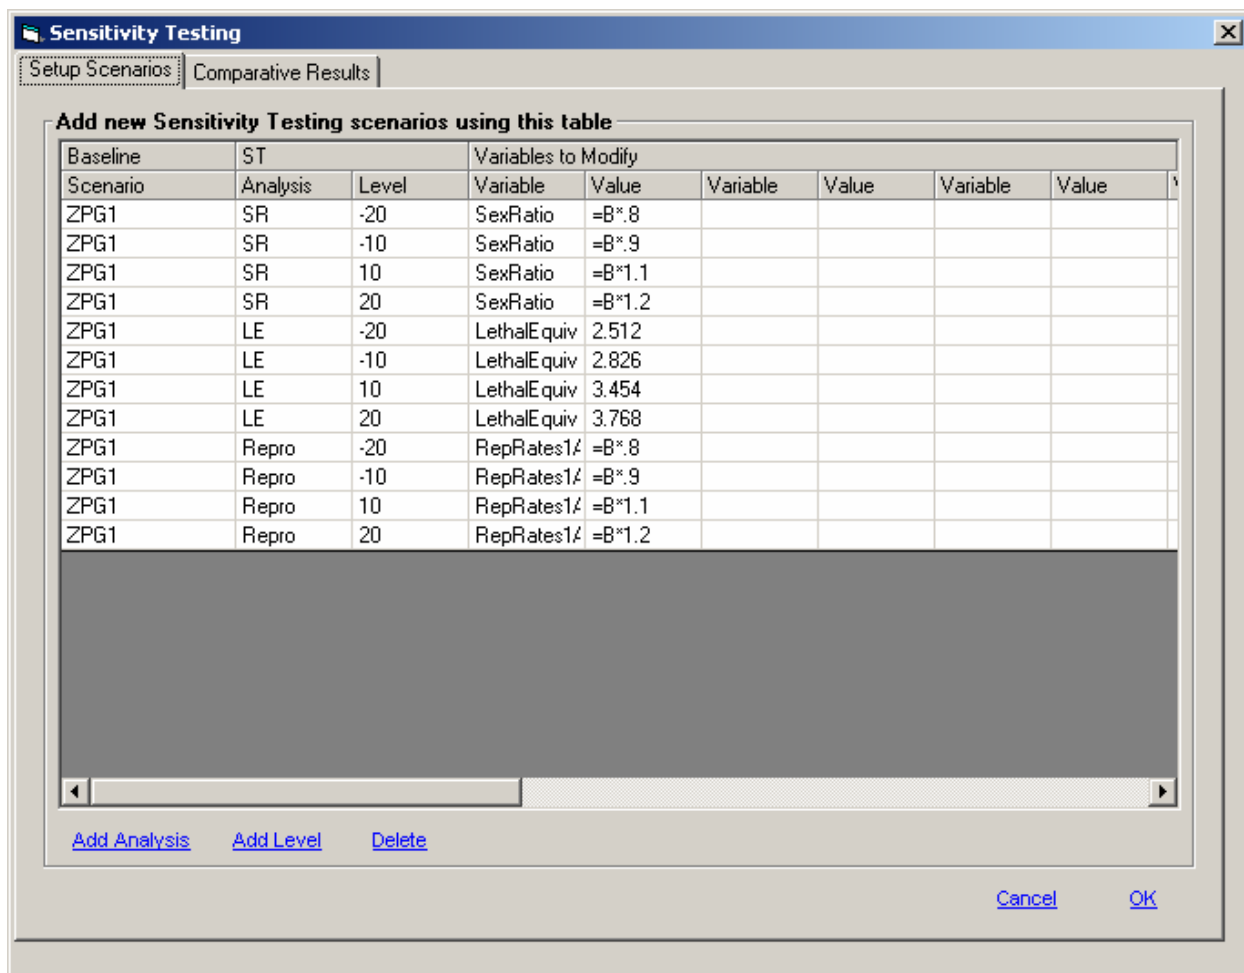 Sensitivity Testing
Setup Scenarios Comparative Results
Add new Sensitivity Testing scenarios using this table
Baseline ST Variables to Modify
Scenario Analysis Level Variable Value Variable Value Variable Value
ZPG1 SR -20 SexRatio =B*.8
ZPG1 SR -10 SexRatio =B*.9
ZPG1 SR 10 SexRatio =B*1.1
ZPG1 SR 20 SexRatio =B*1.2
ZPG1 LE -20 LethalEquiv 2.512
ZPG1 LE -10 LethalEquiv 2.826
ZPG1 LE 10 LethalEquiv 3.454
ZPG1 LE 20 LethalEquiv 3.768
ZPG1 Repro -20 RepRates1A =B*.8
ZPG1 Repro -10 RepRates1A =B*.9
ZPG1 Repro 10 RepRates1A =B*1.1
ZPG1 Repro 20 RepRates1A =B*1.2
Add Analysis Add Level Delete
Cancel OK